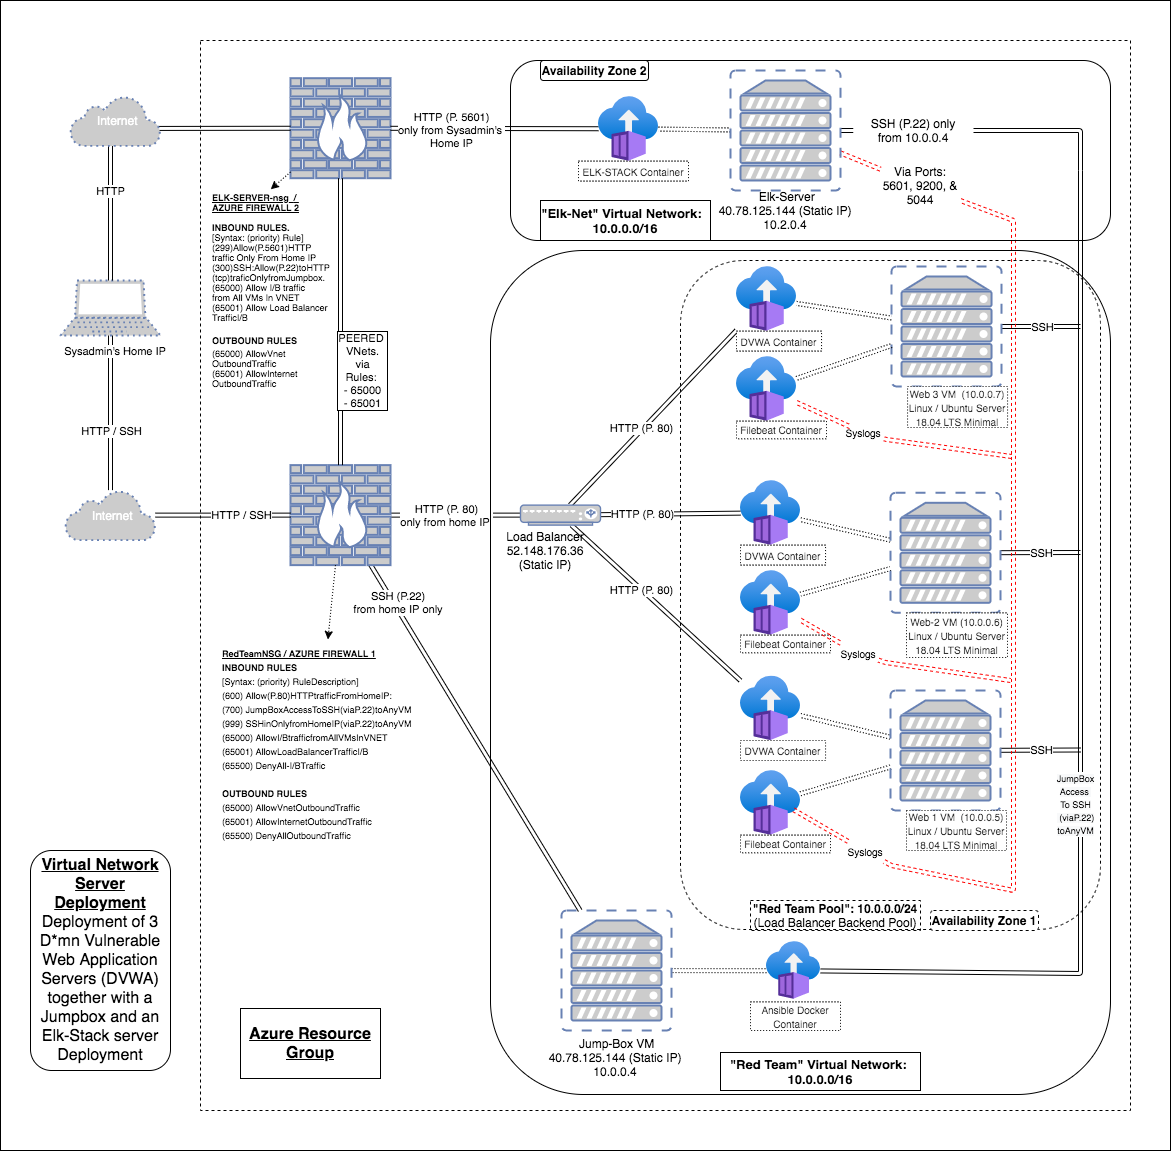 Availability Zone 2
Internet
HTTP (P. 5601)
only from Sysadmin's
Home IP
ELK-STACK Container
SSH (P.22) only
from 10.0.0.4
Via Ports:
5601, 9200, &
5044
Elk-Server
40.78.125.144 (Static IP)
10.2.0.4
"Elk-Net" Virtual Network:
10.0.0.0/16
HTTP
ELK-SERVER-nsg /
AZURE FIREWALL 2
INBOUND RULES.
[Syntax: (priority) Rule]
(299)Allow(P.5601)HTTP
traffic Only From Home IP
(300)SSH:Allow(P.22)toHTTP
(tcp)traficOnlyfromJumpbox.
(65000) Allow I/B traffic
from All VMs In VNET
(65001) Allow Load Balancer
TrafficI/B
OUTBOUND RULES
(65000) AllowVnet
OutboundTraffic
(65001) AllowInternet
OutboundTraffic
PEERED
VNets.
via
Rules:
- 65000
- 65001
Sysadmin's Home IP
HTTP / SSH
Internet
HTTP / SSH
HTTP (P. 80)
only from home IP
Load Balancer
52.148.176.36
(Static IP)
HTTP (P. 80)
HTTP (P. 80)
HTTP (P. 80)
DVWA Container
Filebeat Container
Syslogs
SSH
Web 3 VM (10.0.0.7)
Linux / Ubuntu Server
18.04 LTS Minimal
DVWA Container
Filebeat Container
Syslogs
SSH
Web-2 VM (10.0.0.6)
Linux / Ubuntu Server
18.04 LTS Minimal
DVWA Container
Filebeat Container
Syslogs
SSH
Web 1 VM (10.0.0.5)
Linux / Ubuntu Server
18.04 LTS Minimal
JumpBox
Access
To SSH
(viaP.22)
toAnyVM
SSH (P.22)
from home IP only
RedTeamNSG / AZURE FIREWALL 1
INBOUND RULES
[Syntax: (priority) RuleDescription]
(600) Allow(P.80)HTTPtrafficFromHomeIP:
(700) JumpBoxAccessToSSH(viaP.22)toAnyVM
(999) SSHinOnlyfromHomeIP(viaP.22)toAnyVM
(65000) AllowI/BtrafficfromAllVMsInVNET
(65001) AllowLoadBalancerTrafficI/B
(65500) DenyAll-I/BTraffic
OUTBOUND RULES
(65000) AllowVnetOutboundTraffic
(65001) AllowInternetOutboundTraffic
(65500) DenyAllOutboundTraffic
Virtual Network
Server
Deployment
Deployment of 3
D*mn Vulnerable
Web Application
Servers (DVWA)
together with a
Jumpbox and an
Elk-Stack server
Deployment
"Red Team Pool": 10.0.0.0/24
(Load Balancer Backend Pool)
Availability Zone 1
Azure Resource
Group
Jump-Box VM
40.78.125.144 (Static IP)
10.0.0.4
Ansible Docker
Container
"Red Team" Virtual Network:
10.0.0.0/16